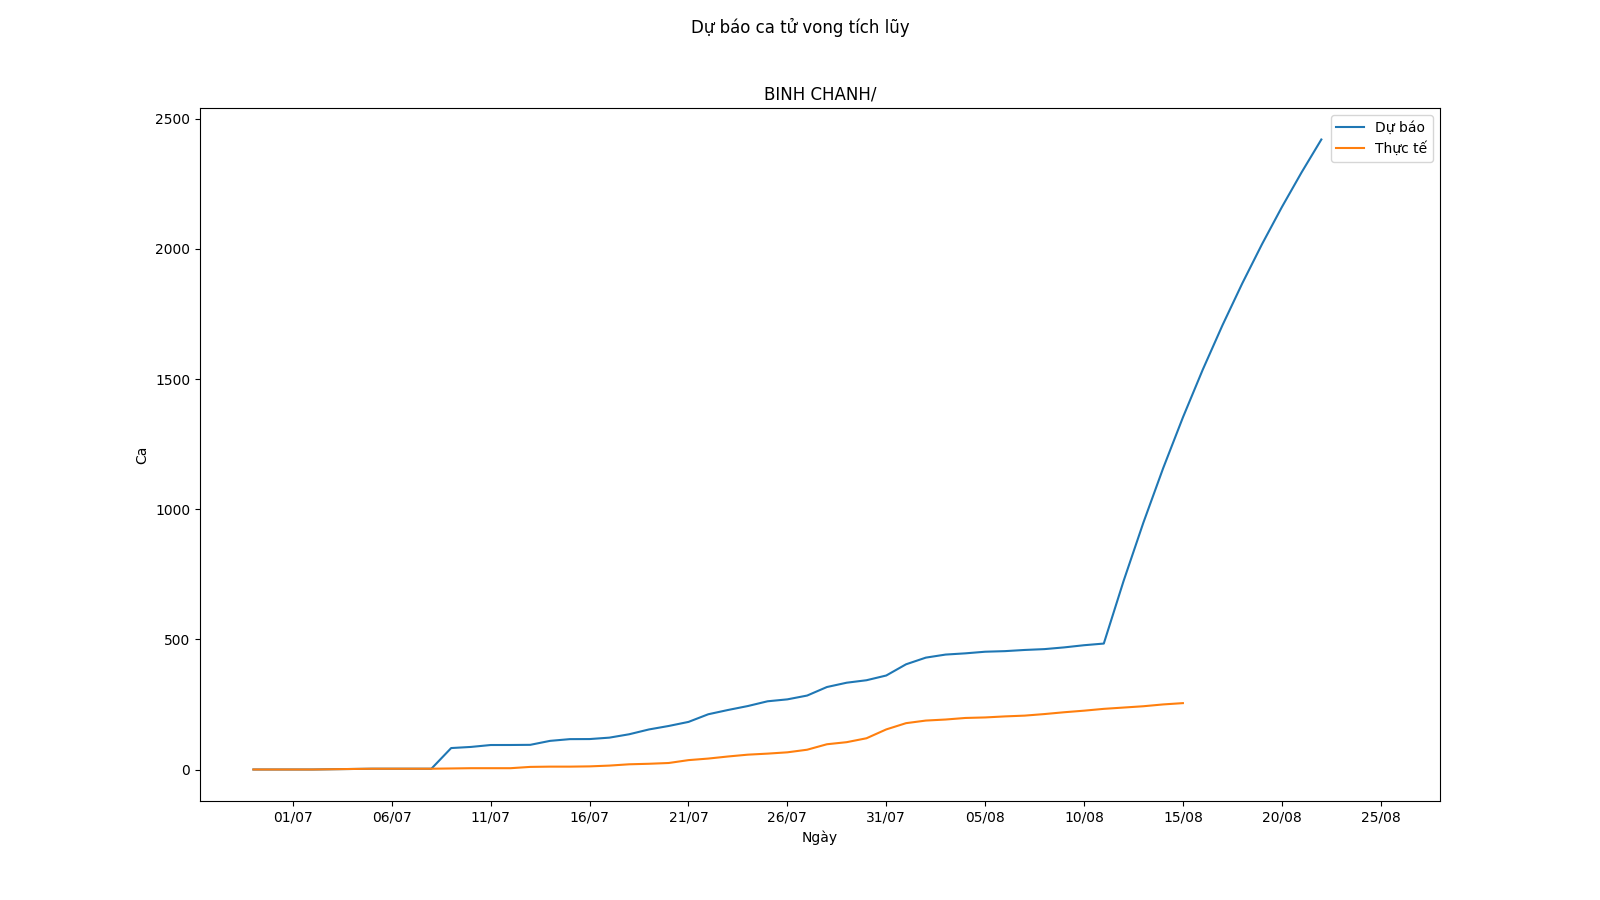 Dự báo ca tử vong tích lũy
BINH CHANH/
Dự báo
Thực tế
2500
2000
1500
1000
500
0
Ca
01/07 06/07 11/07 16/07 21/07 26/07 31/07 05/08 10/08 15/08 20/08 25/08
Ngày